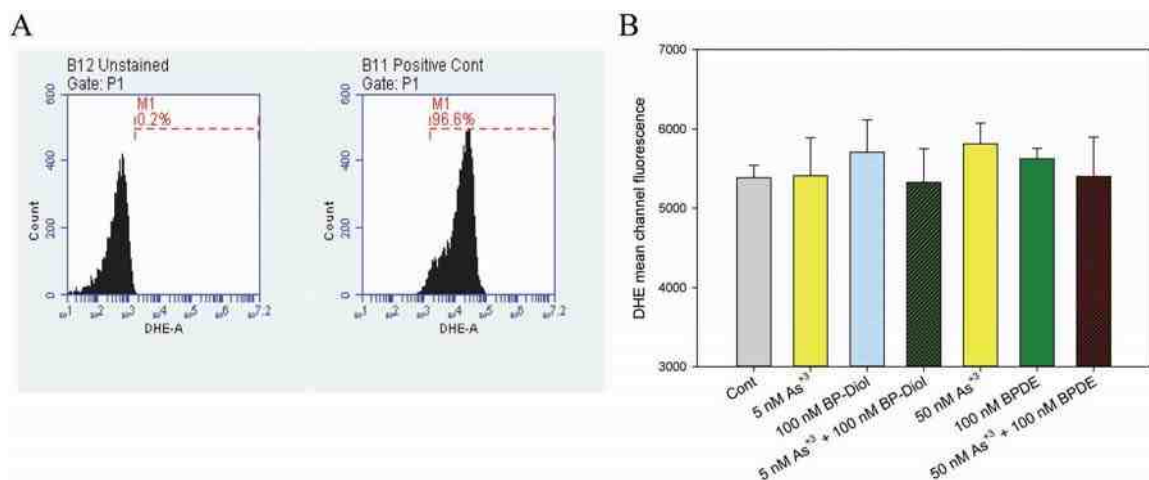 A
B12 Unstained
Gate: P1
M1
0.2%
600
400
200
0
Count
DHE-A
B11 Positive Cont
Gate: P1
M1
96.6%
600
400
200
0
Count
DHE-A
B
7000
6000
5000
4000
3000
DHE mean channel fluorescence
Cont
5 nM As+3
100 nM BP-Diol
5 nM As+3 + 100 nM BP-Diol
50 nM As+3
100 nM BPDE
50 nM As+3 + 100 nM BPDE